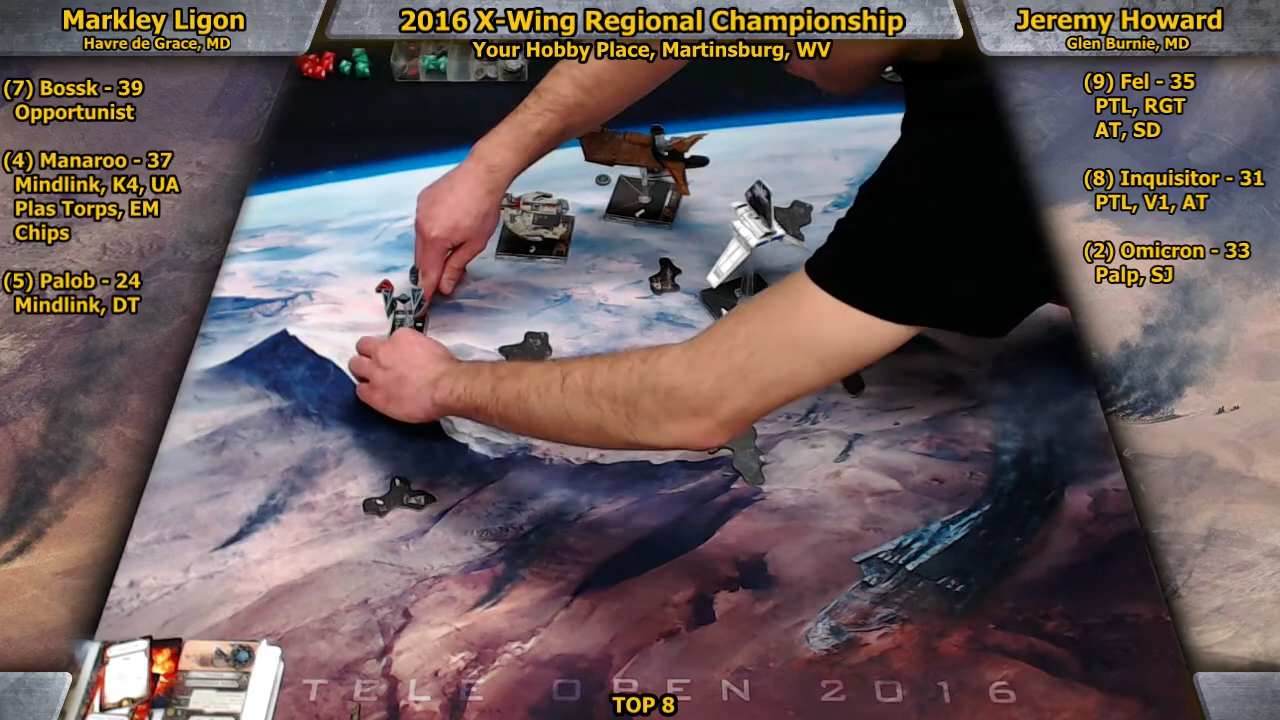 Markley Ligon
Havre de Grace, MD
2016 X-Wing Regional Championship
Your Hobby Place, Martinsburg, WV
Jeremy Howard
Glen Burnie, MD
(7) Bossk - 39
Opportunist
(4) Manaroo - 37
Mindlink, K4, UA
Plas Torps, EM
Chips
(5) Palob - 24
Mindlink, DT
(9) Fel - 35
PTL, RGT
AT, SD
(8) Inquisitor - 31
PTL, V1, AT
(2) Omicron - 33
Palp, SJ
TELE OPEN 2016
TOP 8